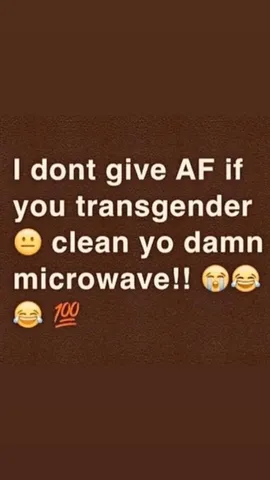 I dont give AF if
you transgender
😐 clean yo damn
microwave!! 😭😂
😂 💯